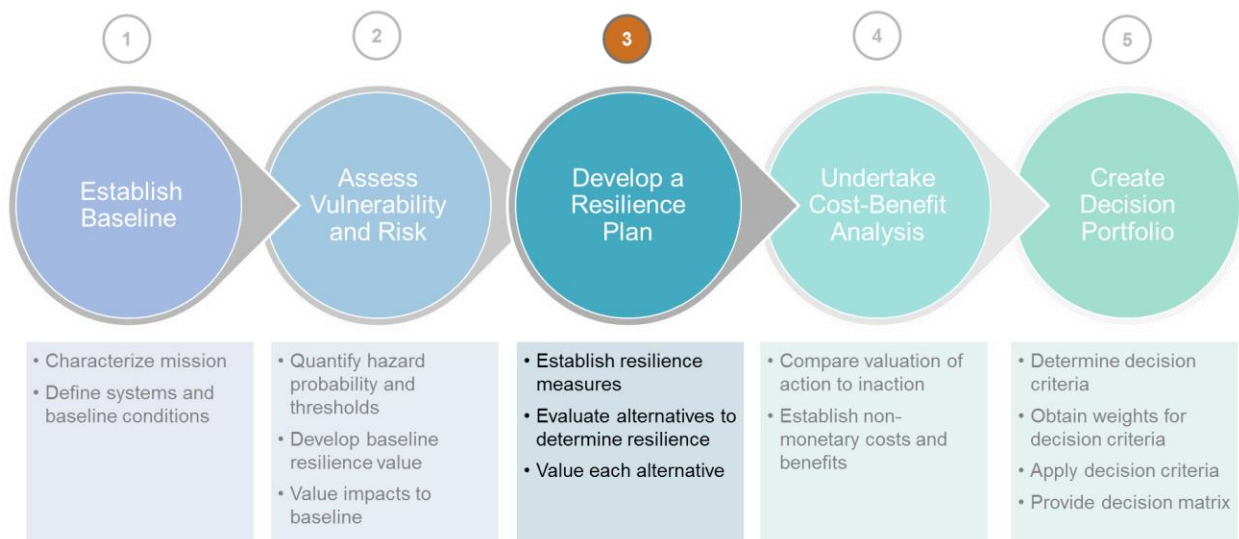 1
2
3
4
5
Establish
Baseline
Assess
Vulnerability
and Risk
Develop a
Resilience
Plan
Undertake
Cost-Benefit
Analysis
Create
Decision
Portfolio
• Characterize mission
• Define systems and
baseline conditions
• Quantify hazard
probability and
thresholds
• Develop baseline
resilience value
• Value impacts to
baseline
• Establish resilience
measures
• Evaluate alternatives to
determine resilience
• Value each alternative
• Compare valuation of
action to inaction
• Establish non-
monetary costs and
benefits
• Determine decision
criteria
• Obtain weights for
decision criteria
• Apply decision criteria
• Provide decision matrix